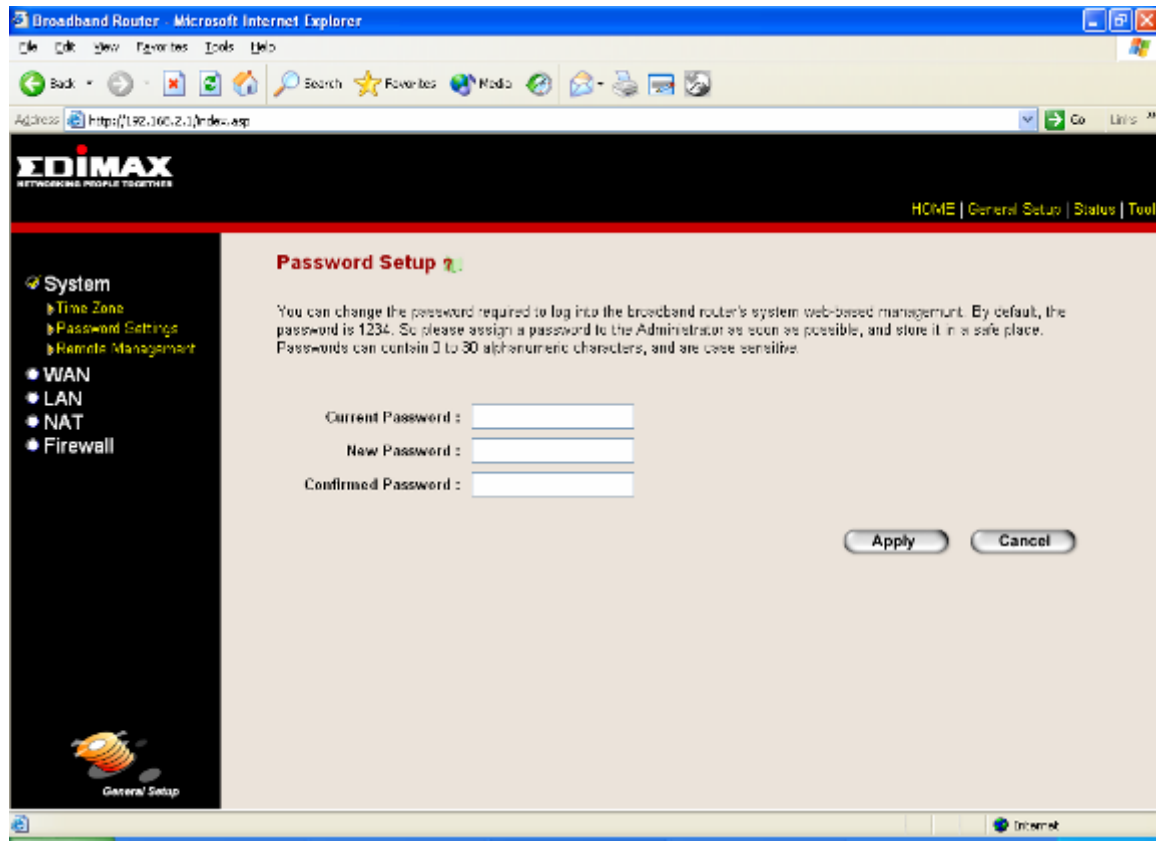 Broadband Router - Microsoft Internet Explorer
File Edit View Favorites Tools Help
Back Search Favorites Media
Address http://192.168.2.1/index.asp Go Links »
EDIMAX
NETWORKING PEOPLE TOGETHER
HOME | General Setup | Status | Tool
System
Time Zone
Password Settings
Remote Management
WAN
LAN
NAT
Firewall
General Setup
Password Setup ?
You can change the password required to log into the broadband router's system web-based management. By default, the
password is 1234. So please assign a password to the Administrator as soon as possible, and store it in a safe place.
Passwords can contain 0 to 30 alphanumeric characters, and are case sensitive.
Current Password :
New Password :
Confirmed Password :
Apply Cancel
Internet